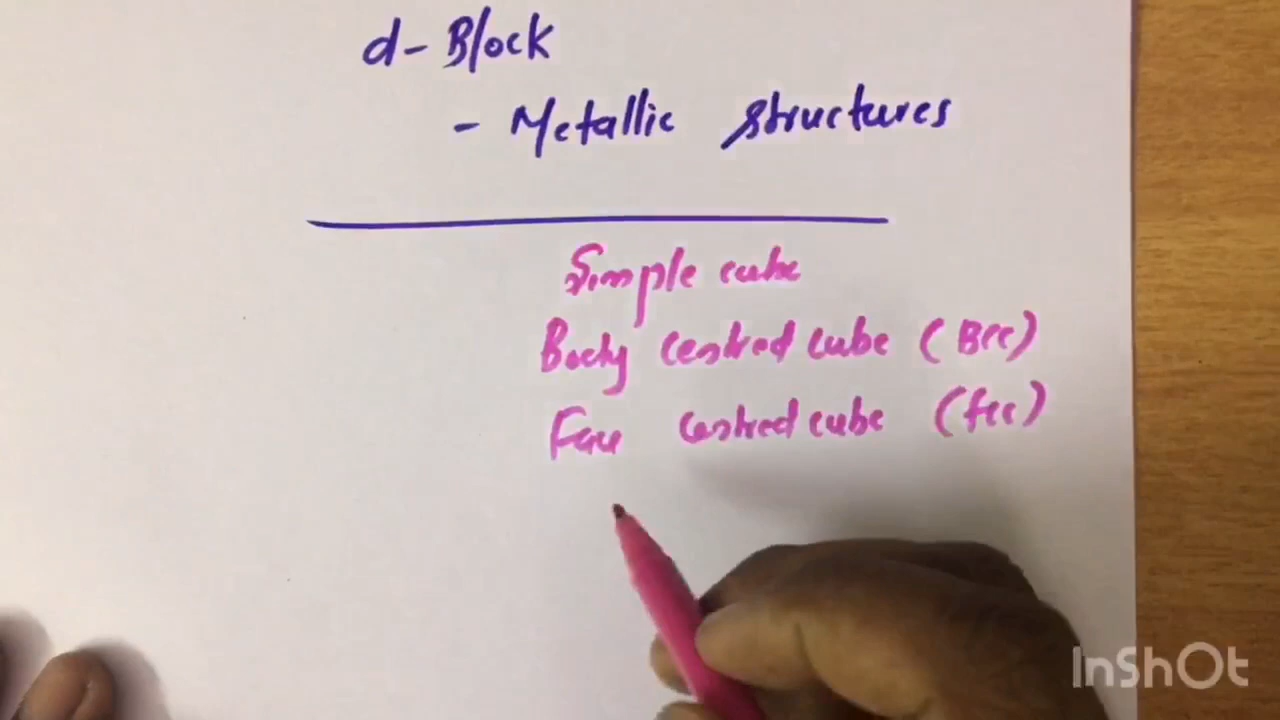 d-Block
- Metallic structures
Simple cube
Body centred cube (Bcc)
Face centred cube (fcc)
InShOt